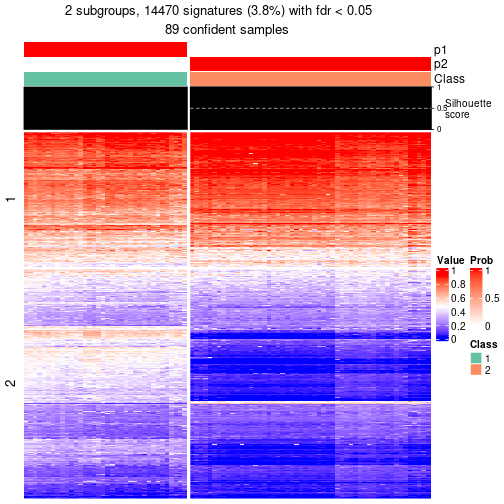 2 subgroups, 14470 signatures (3.8%) with fdr < 0.05
89 confident samples
p1
p2
Class
1
0.5
0
Silhouette
score
1
2
Value
1
0.8
0.6
0.4
0.2
0
Prob
1
0.5
0
Class
1
2